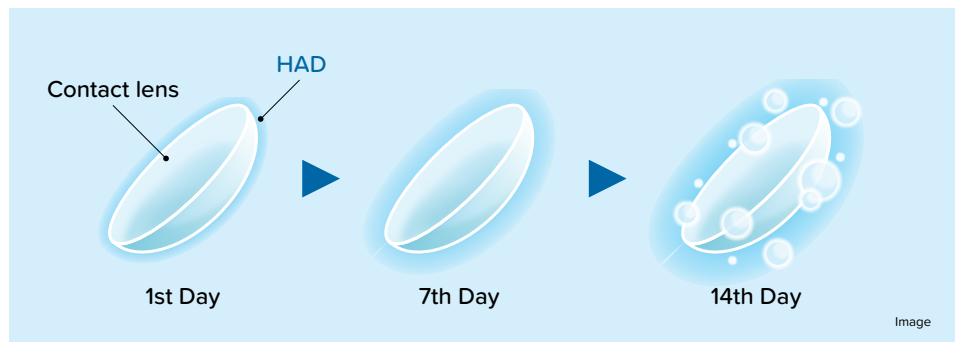 HAD
Contact lens
1st Day
7th Day
14th Day
Image